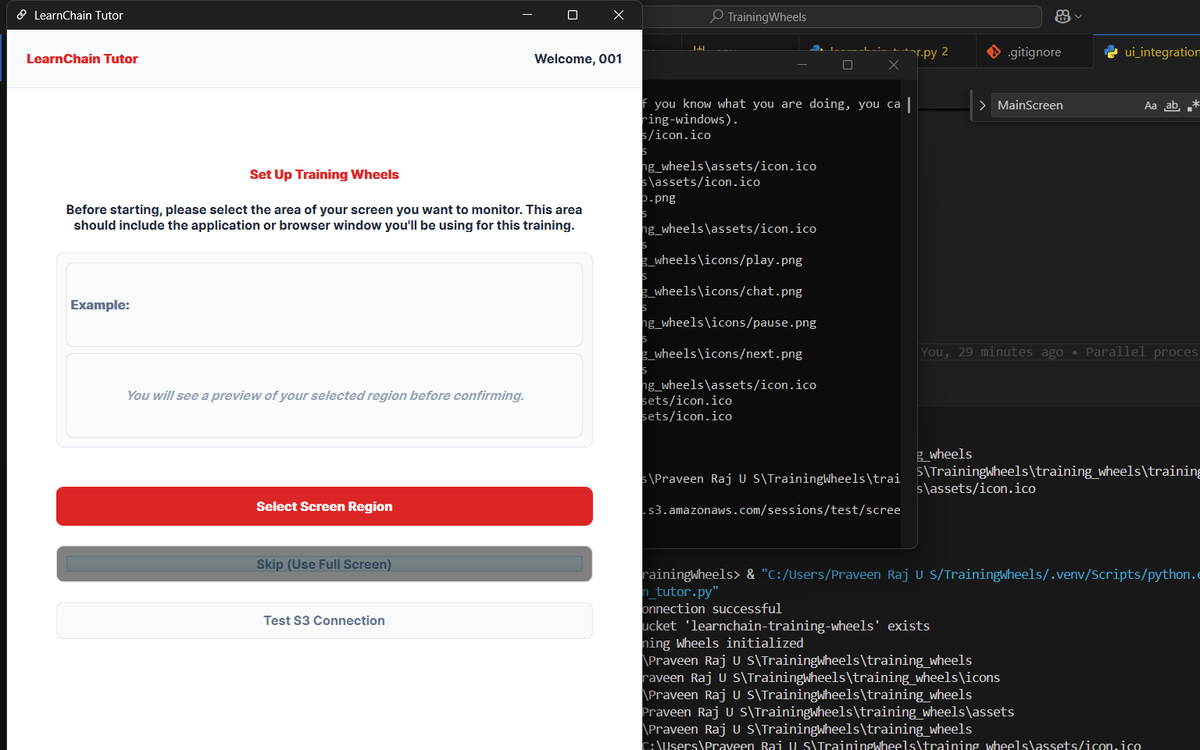 LearnChain Tutor
LearnChain Tutor
Welcome, 001
Set Up Training Wheels
Before starting, please select the area of your screen you want to monitor. This area
should include the application or browser window you'll be using for this training.
Example:
You will see a preview of your selected region before confirming.
Select Screen Region
Skip (Use Full Screen)
Test S3 Connection
TrainingWheels
.py 2
.gitignore
ui_integration
MainScreen
Aa
ab
f you know what you are doing, you ca
ring-windows).
s/icon.ico
s
ng_wheels\assets/icon.ico
s\assets/icon.ico
o.png
s
ng_wheels\assets/icon.ico
s
g_wheels\icons/play.png
s
g_wheels\icons/chat.png
s
ng_wheels\icons/pause.png
s
g_wheels\icons/next.png
s
ng_wheels\assets/icon.ico
sets/icon.ico
sets/icon.ico
s\Praveen Raj U S\TrainingWheels\trai
.s3.amazonaws.com/sessions/test/scree
You, 29 minutes ago • Parallel proces
g_wheels
S\TrainingWheels\training_wheels\training
s\assets/icon.ico
rainingWheels> & "C:/Users/Praveen Raj U S/TrainingWheels/.venv/Scripts/python.e
n_tutor.py"
onnection successful
ucket 'learnchain-training-wheels' exists
ning Wheels initialized
\Praveen Raj U S\TrainingWheels\training_wheels
raveen Raj U S\TrainingWheels\training_wheels\icons
\Praveen Raj U S\TrainingWheels\training_wheels
Praveen Raj U S\TrainingWheels\training_wheels\assets
\Praveen Raj U S\TrainingWheels\training_wheels
C:\Users\Praveen Raj U S\TrainingWheels\training_wheels\assets/icon.ico